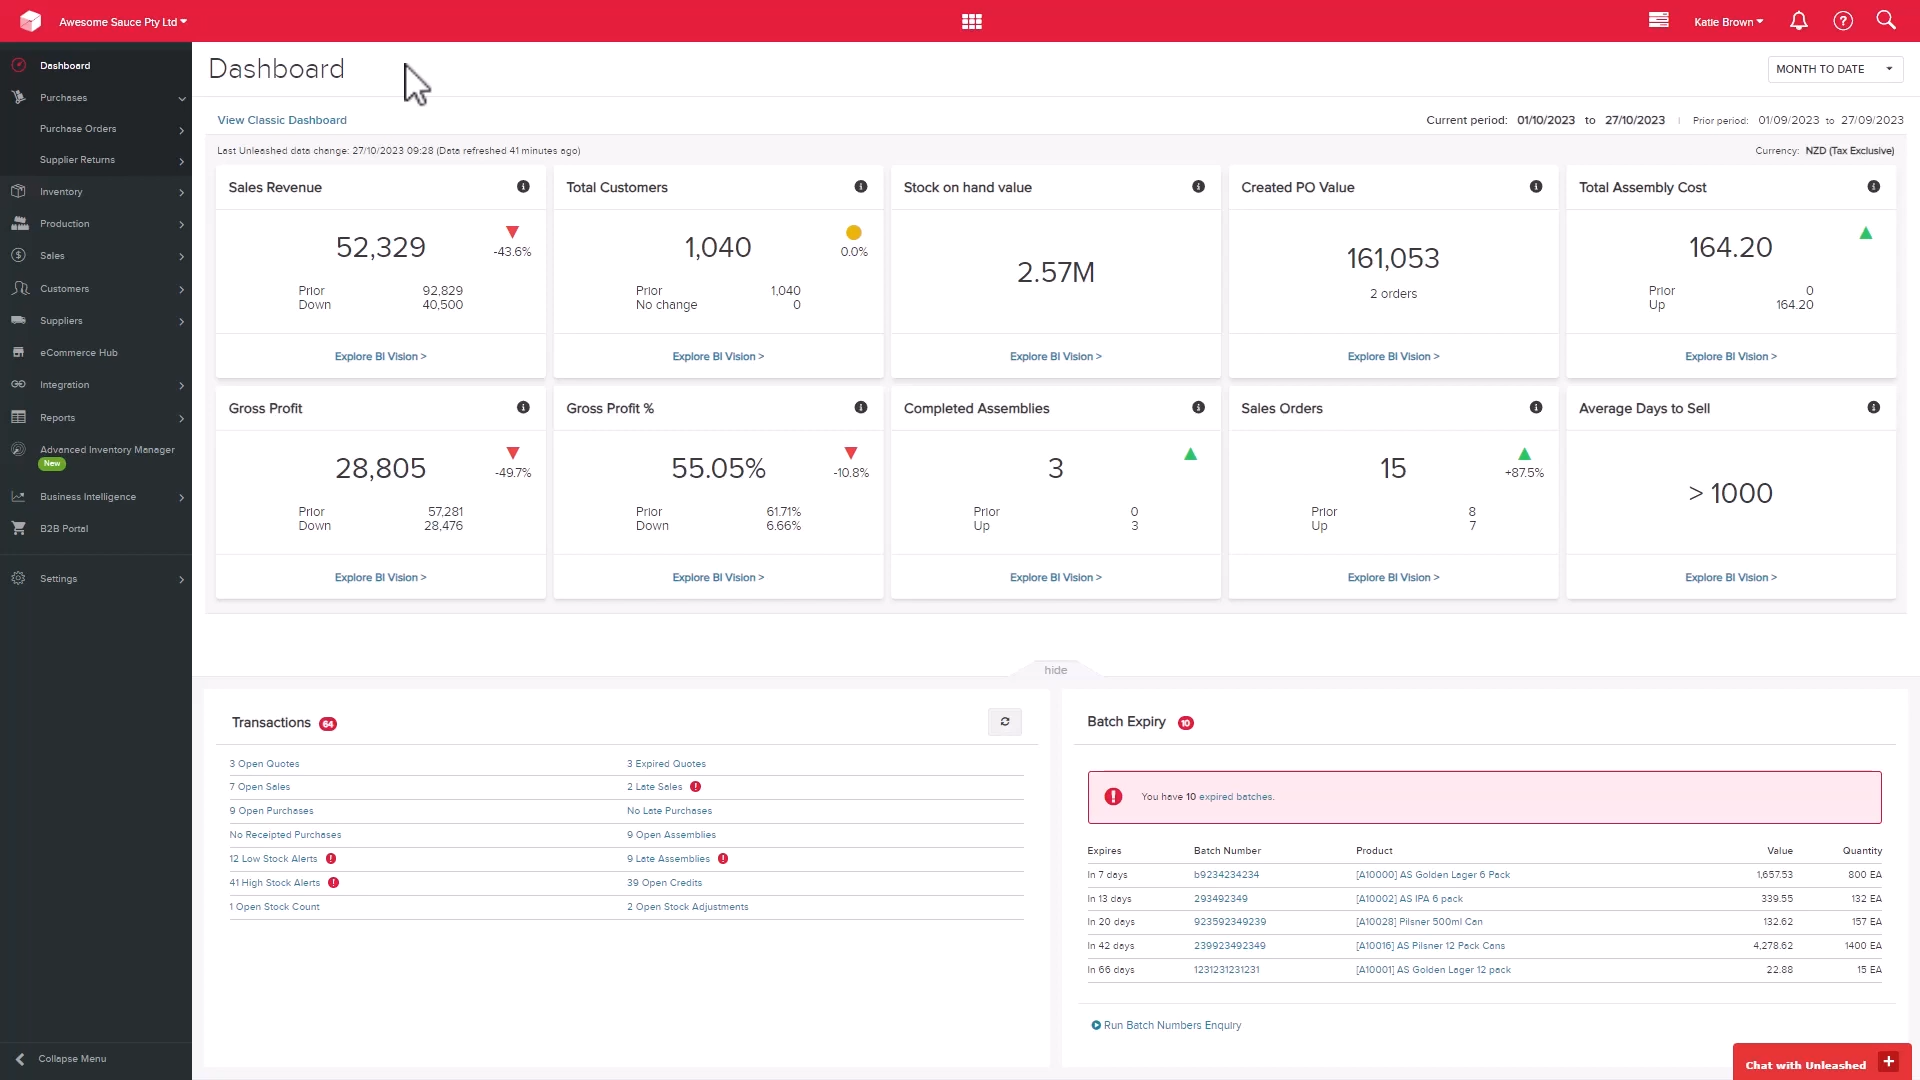 Awesome Sauce Pty Ltd
Katie Brown
Dashboard
Purchases
Purchase Orders
Supplier Returns
Inventory
Production
Sales
Customers
Suppliers
eCommerce Hub
Integration
Reports
Advanced Inventory Manager
New
Business Intelligence
B2B Portal
Settings
Collapse Menu
Dashboard
MONTH TO DATE
View Classic Dashboard
Current period: 01/10/2023 to 27/10/2023 | Prior period: 01/09/2023 to 27/09/2023
Last Unleashed data change: 27/10/2023 09:28 (Data refreshed 41 minutes ago)
Currency: NZD (Tax Exclusive)
Sales Revenue
52,329
-43.6%
Prior 92,829
Down 40,500
Explore BI Vision >
Total Customers
1,040
0.0%
Prior 1,040
No change 0
Explore BI Vision >
Stock on hand value
2.57M
Explore BI Vision >
Created PO Value
161,053
2 orders
Explore BI Vision >
Total Assembly Cost
164.20
Prior 0
Up 164.20
Explore BI Vision >
Gross Profit
28,805
-49.7%
Prior 57,281
Down 28,476
Explore BI Vision >
Gross Profit %
55.05%
-10.8%
Prior 61.71%
Down 6.66%
Explore BI Vision >
Completed Assemblies
3
Prior 0
Up 3
Explore BI Vision >
Sales Orders
15
+87.5%
Prior 8
Up 7
Explore BI Vision >
Average Days to Sell
> 1000
Explore BI Vision >
hide
Transactions 64
3 Open Quotes 3 Expired Quotes
7 Open Sales 2 Late Sales
9 Open Purchases No Late Purchases
No Receipted Purchases 9 Open Assemblies
12 Low Stock Alerts 9 Late Assemblies
41 High Stock Alerts 39 Open Credits
1 Open Stock Count 2 Open Stock Adjustments
Batch Expiry 10
You have 10 expired batches.
Expires Batch Number Product Value Quantity
In 7 days b9234234234 [A10000] AS Golden Lager 6 Pack 1,657.53 800 EA
In 13 days 293492349 [A10002] AS IPA 6 pack 339.55 132 EA
In 20 days 923592349239 [A10028] Pilsner 500ml Can 132.62 157 EA
In 42 days 239923492349 [A10016] AS Pilsner 12 Pack Cans 4,278.62 1400 EA
In 66 days 1231231231231 [A10001] AS Golden Lager 12 pack 22.88 15 EA
Run Batch Numbers Enquiry
Chat with Unleashed +